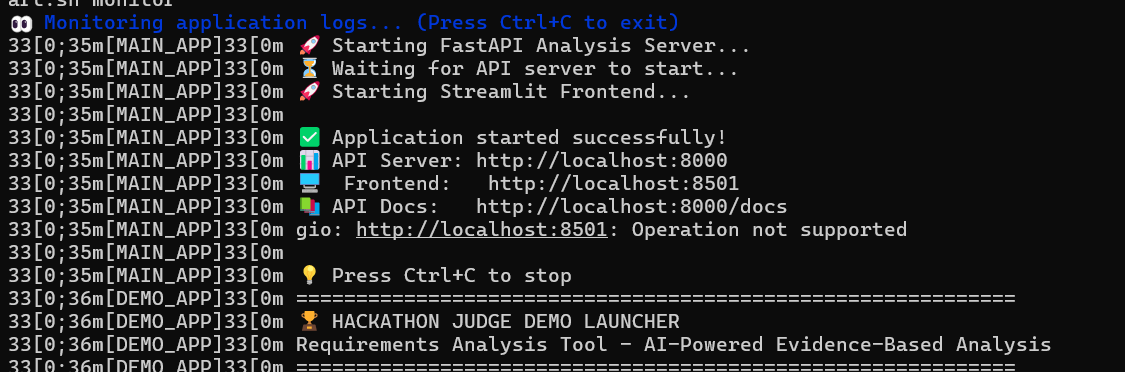 art.sh monitor
👀 Monitoring application logs... (Press Ctrl+C to exit)
33[0;35m[MAIN_APP]33[0m 🚀 Starting FastAPI Analysis Server...
33[0;35m[MAIN_APP]33[0m ⏳ Waiting for API server to start...
33[0;35m[MAIN_APP]33[0m 🚀 Starting Streamlit Frontend...
33[0;35m[MAIN_APP]33[0m
33[0;35m[MAIN_APP]33[0m ✅ Application started successfully!
33[0;35m[MAIN_APP]33[0m 📊 API Server: http://localhost:8000
33[0;35m[MAIN_APP]33[0m 🖥️  Frontend:   http://localhost:8501
33[0;35m[MAIN_APP]33[0m 📚 API Docs:   http://localhost:8000/docs
33[0;35m[MAIN_APP]33[0m gio: http://localhost:8501: Operation not supported
33[0;35m[MAIN_APP]33[0m
33[0;35m[MAIN_APP]33[0m 💡 Press Ctrl+C to stop
33[0;36m[DEMO_APP]33[0m ============================================================
33[0;36m[DEMO_APP]33[0m 🏆 HACKATHON JUDGE DEMO LAUNCHER
33[0;36m[DEMO_APP]33[0m Requirements Analysis Tool - AI-Powered Evidence-Based Analysis
33[0;36m[DEMO_APP]33[0m ============================================================